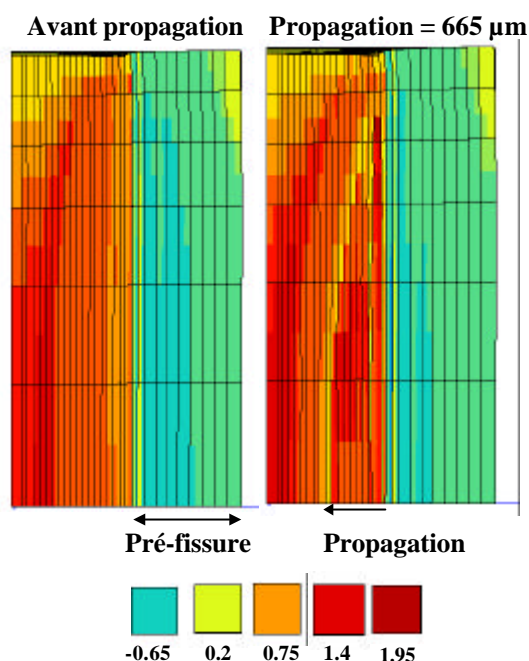 Avant propagation Propagation = 665 µm
Pré-fissure Propagation
-0.65 0.2 0.75 1.4 1.95